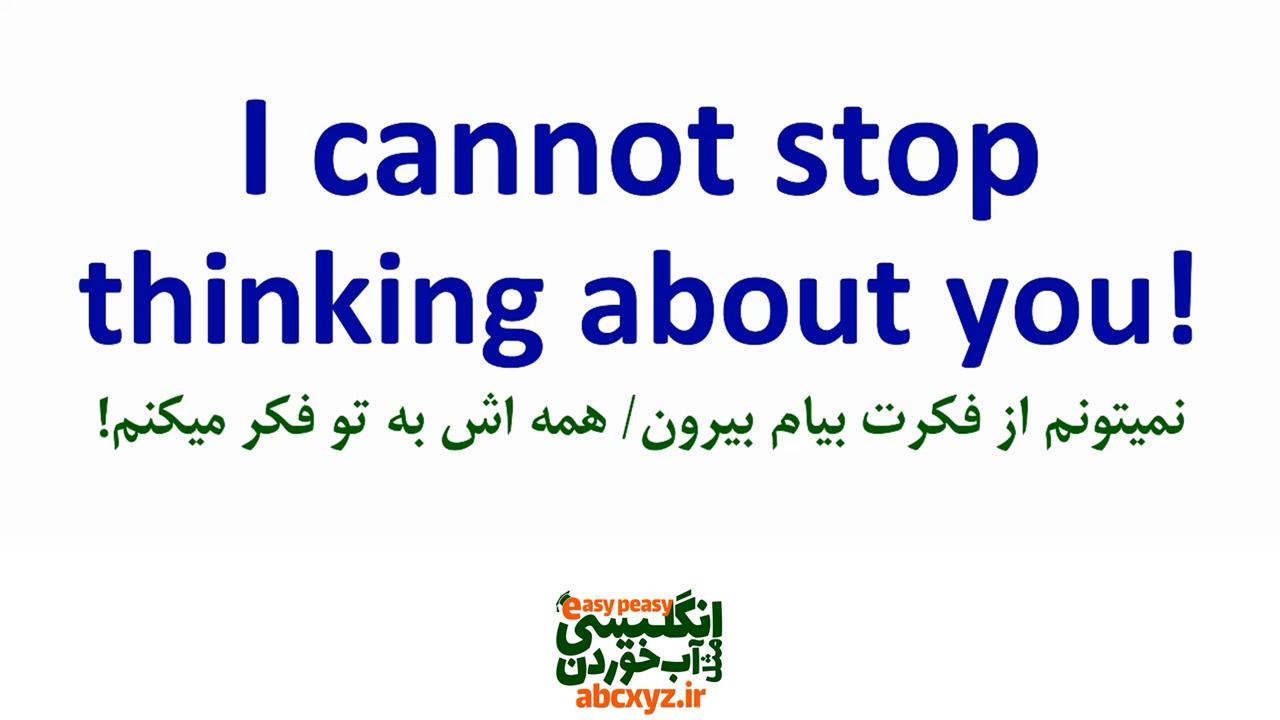 I cannot stop
thinking about you!
نمیتونم از فکرت بیام بیرون/ همه اش به تو فکر میکنم!
easy peasy
انگلیسی
مثل آب خوردن
abcxyz.ir